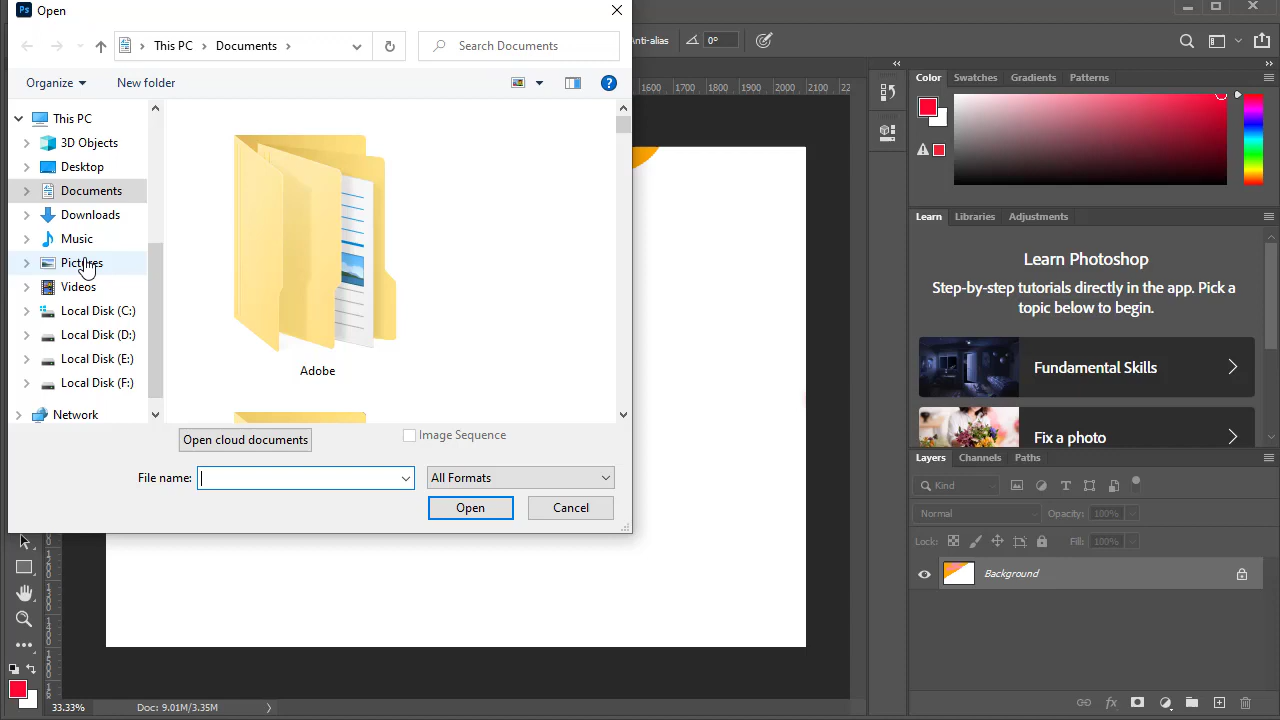 Ps Open
This PC Documents
Search Documents
nti-alias
0°
Organize New folder
This PC
3D Objects
Desktop
Documents
Downloads
Music
Pictures
Videos
Local Disk (C:)
Local Disk (D:)
Local Disk (E:)
Local Disk (F:)
Network
Adobe
Open cloud documents
Image Sequence
File name:
All Formats
Open Cancel
1600 1700 1800 1900 2000 2100 22
Color Swatches Gradients Patterns
Learn Libraries Adjustments
Learn Photoshop
Step-by-step tutorials directly in the app. Pick a
topic below to begin.
Fundamental Skills
Fix a photo
Layers Channels Paths
Kind
Normal Opacity: 100%
Lock: Fill: 100%
Background
33.33% Doc: 9.01M/3.35M